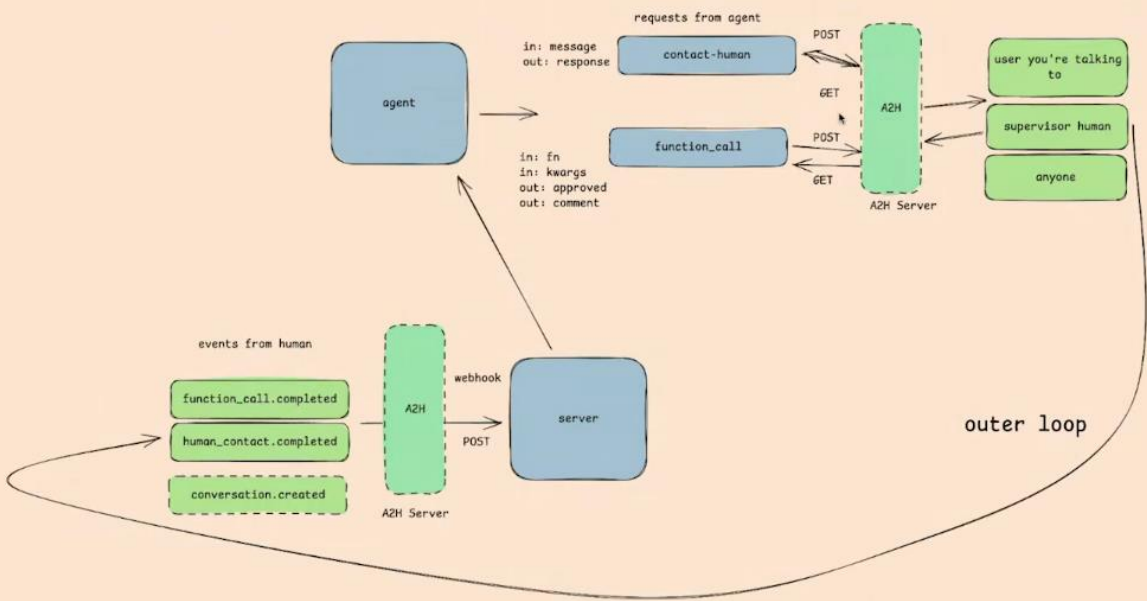 requests from agent
in: message
out: response
contact-human
POST
GET
agent
A2H
user you're talking
to
supervisor human
anyone
function_call
POST
GET
in: fn
in: kwargs
out: approved
out: comment
A2H Server
events from human
function_call.completed
human_contact.completed
conversation.created
A2H
A2H Server
webhook
POST
server
outer loop